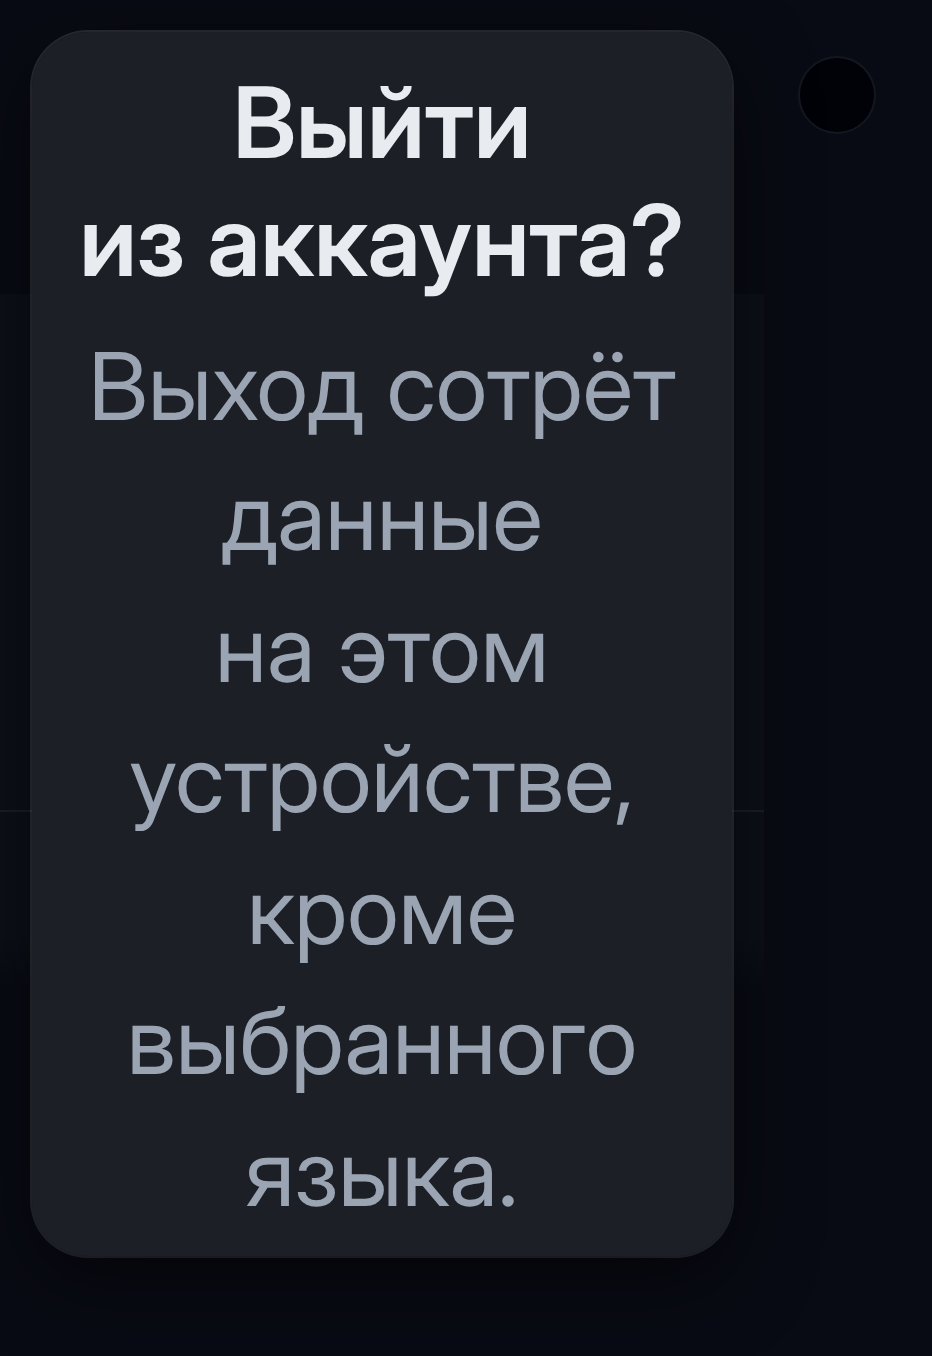 Выйти
из аккаунта?
Выход сотрёт
данные
на этом
устройстве,
кроме
выбранного
языка.